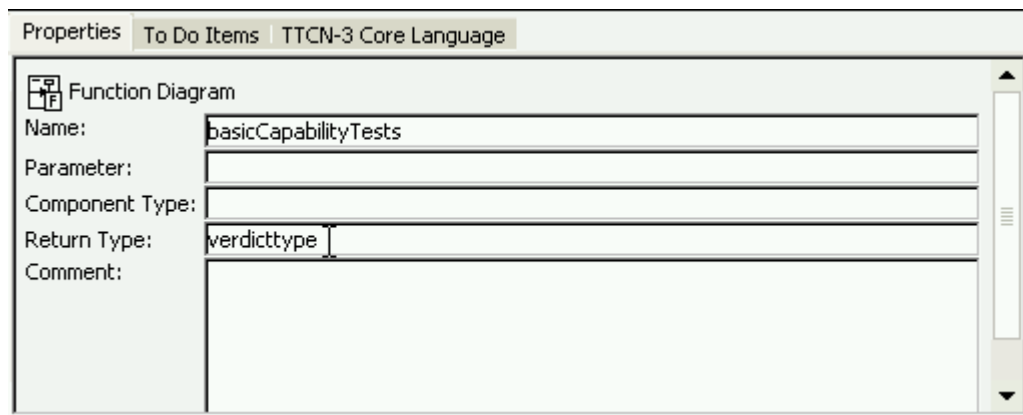 Properties To Do Items TTCN-3 Core Language
Function Diagram
Name: basicCapabilityTests
Parameter:
Component Type:
Return Type: verdicttype
Comment: